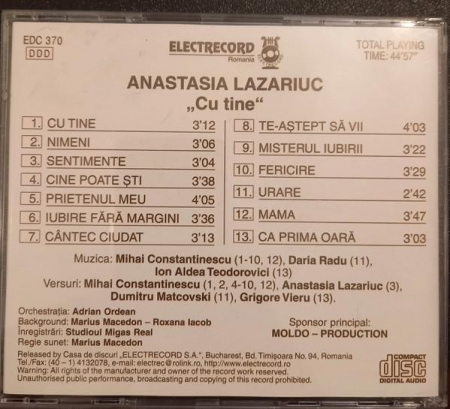 EDC 370
DDD
ELECTRECORD
Romania
TOTAL PLAYING
TIME: 44'57"
ANASTASIA LAZARIUC
„Cu tine“
1. CU TINE 3'12
2. NIMENI 3'06
3. SENTIMENTE 3'04
4. CINE POATE ŞTI 3'38
5. PRIETENUL MEU 4'05
6. IUBIRE FĂRĂ MARGINI 3'36
7. CÂNTEC CIUDAT 3'13
8. TE-AŞTEPT SĂ VII 4'03
9. MISTERUL IUBIRII 3'22
10. FERICIRE 3'29
11. URARE 2'42
12. MAMA 3'47
13. CA PRIMA OARĂ 3'03
Muzica: Mihai Constantinescu (1-10, 12), Daria Radu (11),
Ion Aldea Teodorovici (13)
Versuri: Mihai Constantinescu (1, 2, 4-10, 12), Anastasia Lazariuc (3),
Dumitru Matcovski (11), Grigore Vieru (13).
Orchestraţia: Adrian Ordean
Background: Marius Macedon – Roxana Iacob
Înregistrări: Studioul Migas Real
Regie sunet: Marius Macedon
Sponsor principal:
MOLDO – PRODUCTION
Released by Casa de discuri „ELECTRECORD S.A.", Bucharest, Bd. Timişoara No. 94, Romania
Tel./Fax: (40 – 1) 4132078, e-mail: electrec@rolink.ro, http://www.electrecord.ro
Warning: All rights of the manufacturer and owner of the record work reserved.
Unauthorised public performance, broadcasting and copying of this record prohibited.
COMPACT
disc
DIGITAL AUDIO